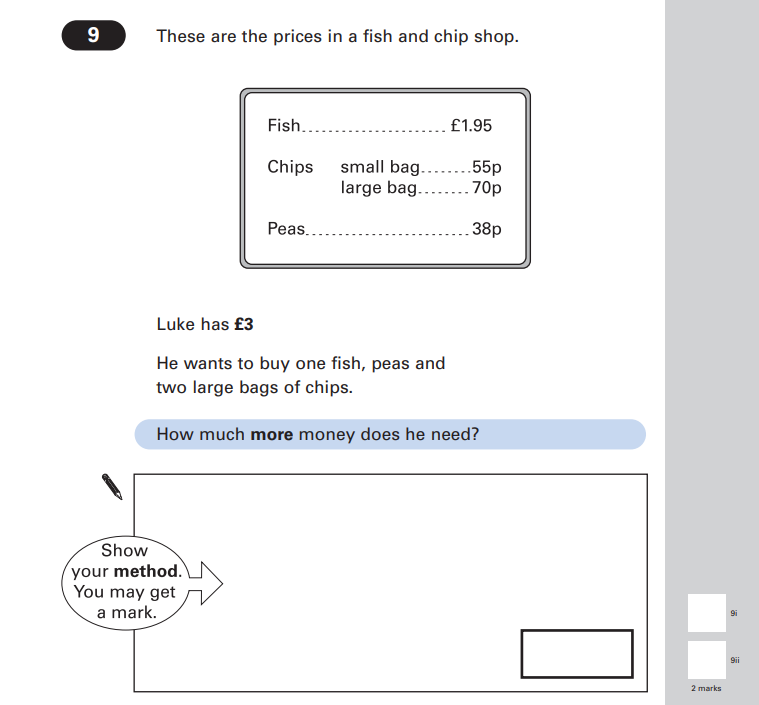 9 These are the prices in a fish and chip shop.
Fish...................... £1.95
Chips small bag........55p
large bag........70p
Peas.........................38p
Luke has £3
He wants to buy one fish, peas and
two large bags of chips.
How much more money does he need?
Show
your method.
You may get
a mark.
9i
9ii
2 marks